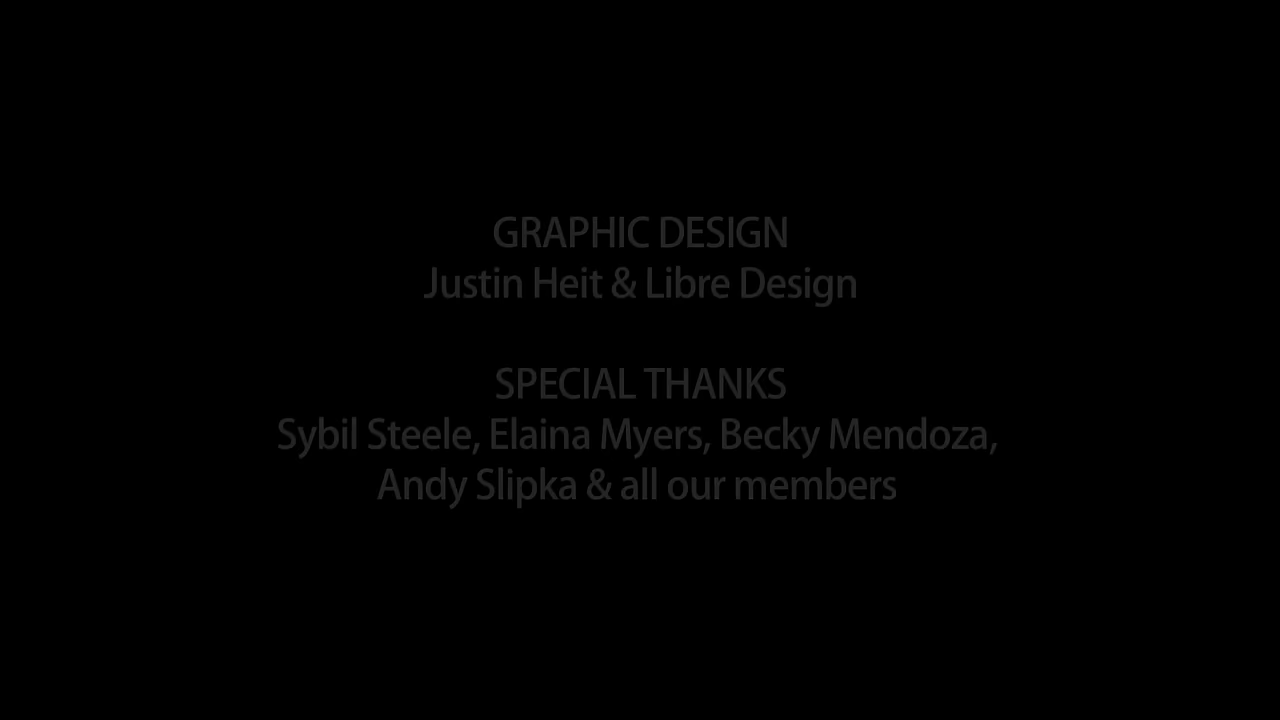 GRAPHIC DESIGN
Justin Heit & Libre Design
SPECIAL THANKS
Sybil Steele, Elaina Myers, Becky Mendoza,
Andy Slipka & all our members